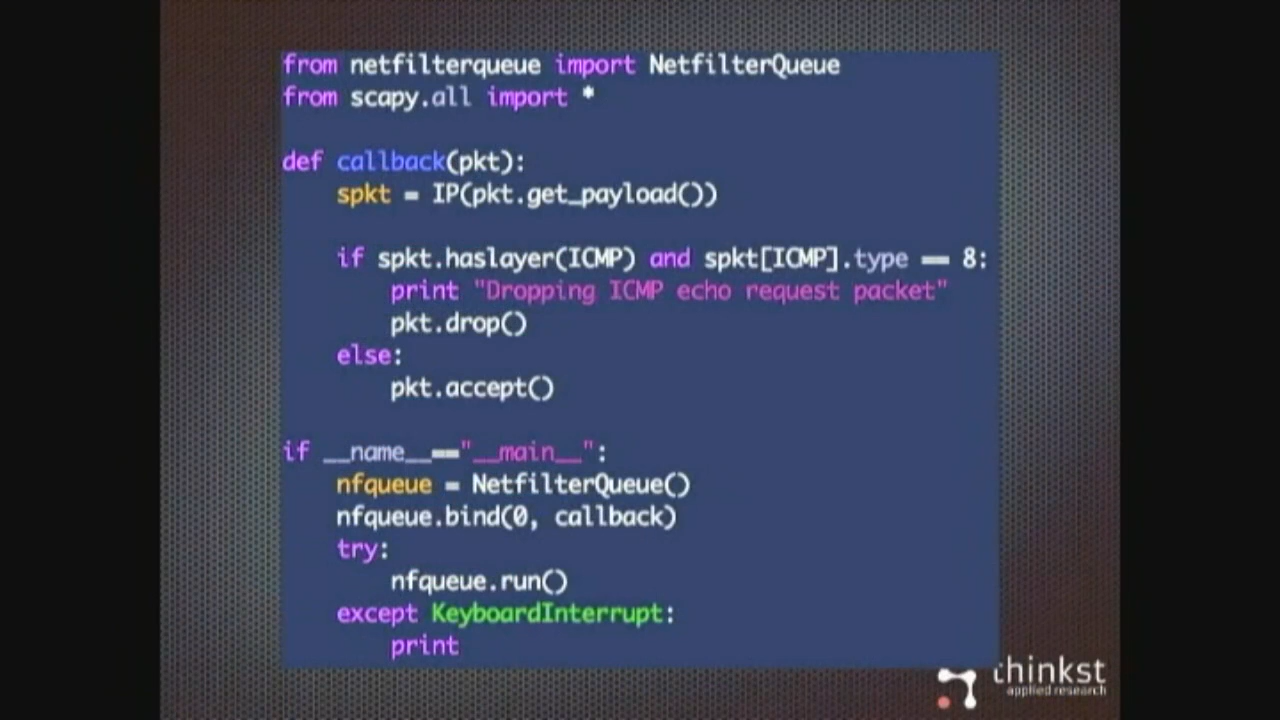 from netfilterqueue import NetfilterQueue
from scapy.all import *
def callback(pkt):
    spkt = IP(pkt.get_payload())
    if spkt.haslayer(ICMP) and spkt[ICMP].type == 8:
        print "Dropping ICMP echo request packet"
        pkt.drop()
    else:
        pkt.accept()
if __name__=="__main__":
    nfqueue = NetfilterQueue()
    nfqueue.bind(0, callback)
    try:
        nfqueue.run()
    except KeyboardInterrupt:
        print
thinkst
applied research